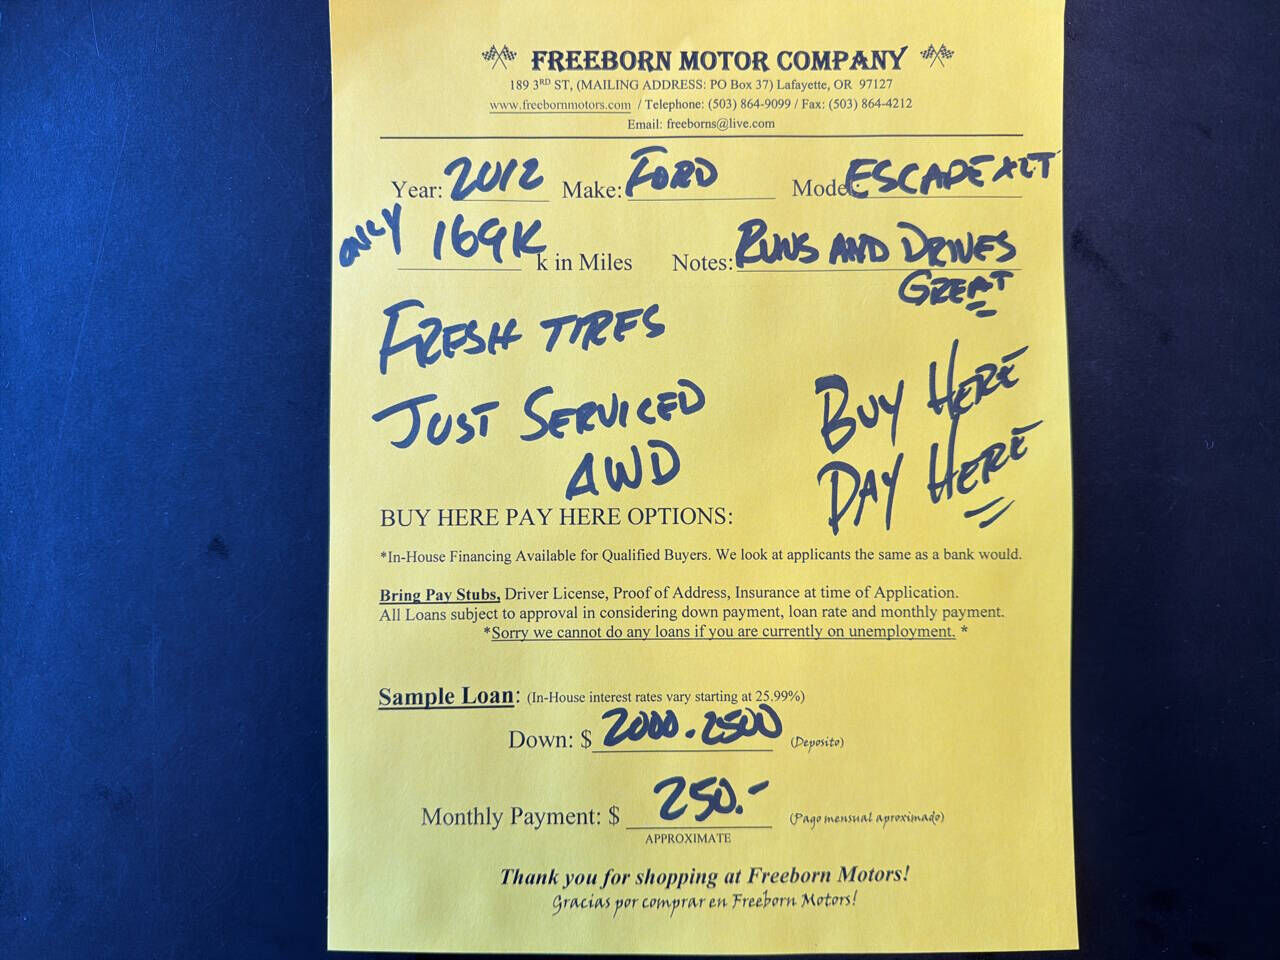 FREEBORN MOTOR COMPANY
189 3RD ST, (MAILING ADDRESS: PO Box 37) Lafayette, OR 97127
www.freebornmotors.com / Telephone: (503) 864-9099 / Fax: (503) 864-4212
Email: freeborns@live.com
Year: 2012 Make: FORD Model: ESCAPE XLT
ONLY 169K k in Miles Notes: RUNS AND DRIVES
GREAT
FRESH TIRES
JUST SERVICED
AWD
BUY HERE
PAY HERE
BUY HERE PAY HERE OPTIONS:
*In-House Financing Available for Qualified Buyers. We look at applicants the same as a bank would.
Bring Pay Stubs, Driver License, Proof of Address, Insurance at time of Application.
All Loans subject to approval in considering down payment, loan rate and monthly payment.
*Sorry we cannot do any loans if you are currently on unemployment. *
Sample Loan: (In-House interest rates vary starting at 25.99%)
Down: $ 2000.2500 (Deposito)
Monthly Payment: $ 250.- (Pago mensual aproximado)
APPROXIMATE
Thank you for shopping at Freeborn Motors!
Gracias por comprar en Freeborn Motors!